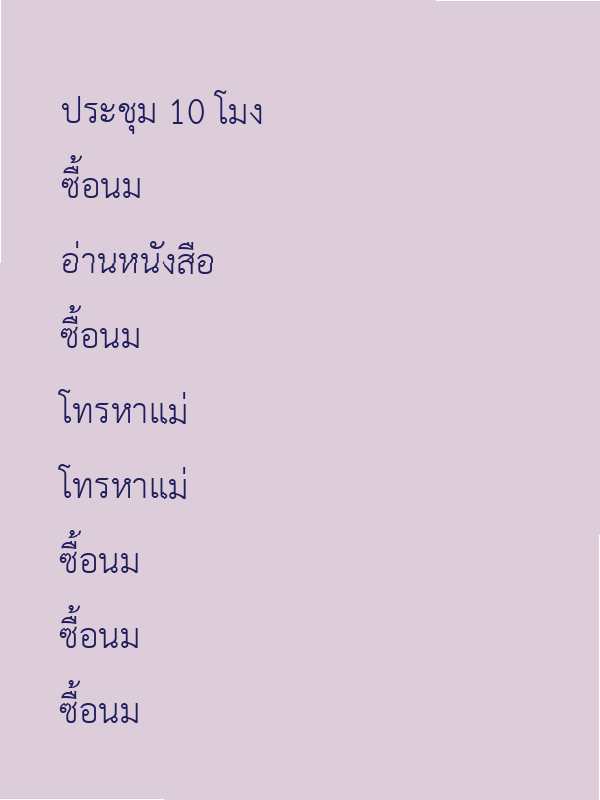 ประชุม 10 โมง
ซื้อนม
อ่านหนังสือ
ซื้อนม
โทรหาแม่
โทรหาแม่
ซื้อนม
ซื้อนม
ซื้อนม